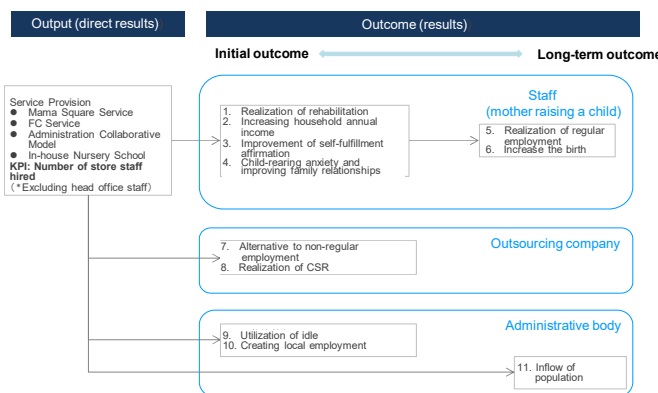 Output (direct results)
Outcome (results)
Initial outcome
Long-term outcome
Service Provision
● Mama Square Service
● FC Service
● Administration Collaborative
Model
● In-house Nursery School
KPI: Number of store staff
hired
(*Excluding head office staff)
Staff
(mother raising a child)
1. Realization of rehabilitation
2. Increasing household annual
income
3. Improvement of self-fulfillment
affirmation
4. Child-rearing anxiety and
improving family relationships
5. Realization of regular
employment
6. Increase the birth
Outsourcing company
7. Alternative to non-regular
employment
8. Realization of CSR
Administrative body
9. Utilization of idle
10. Creating local employment
11. Inflow of
population